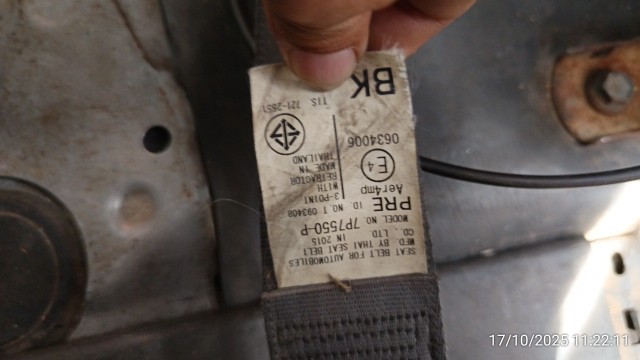 SEAT BELT FOR AUTOMOBILES
MFD BY THAI SEAT BELT
CO., LTD. IN 2015
MODEL NO. 7P7550-P
PRE ID. NO. T 093408
Aer4mp 3-POINT
E4 WITH
RETRACTOR
0634006 MADE IN
THAILAND
TIS. 721-2551
BK
17/10/2025 11:22:11